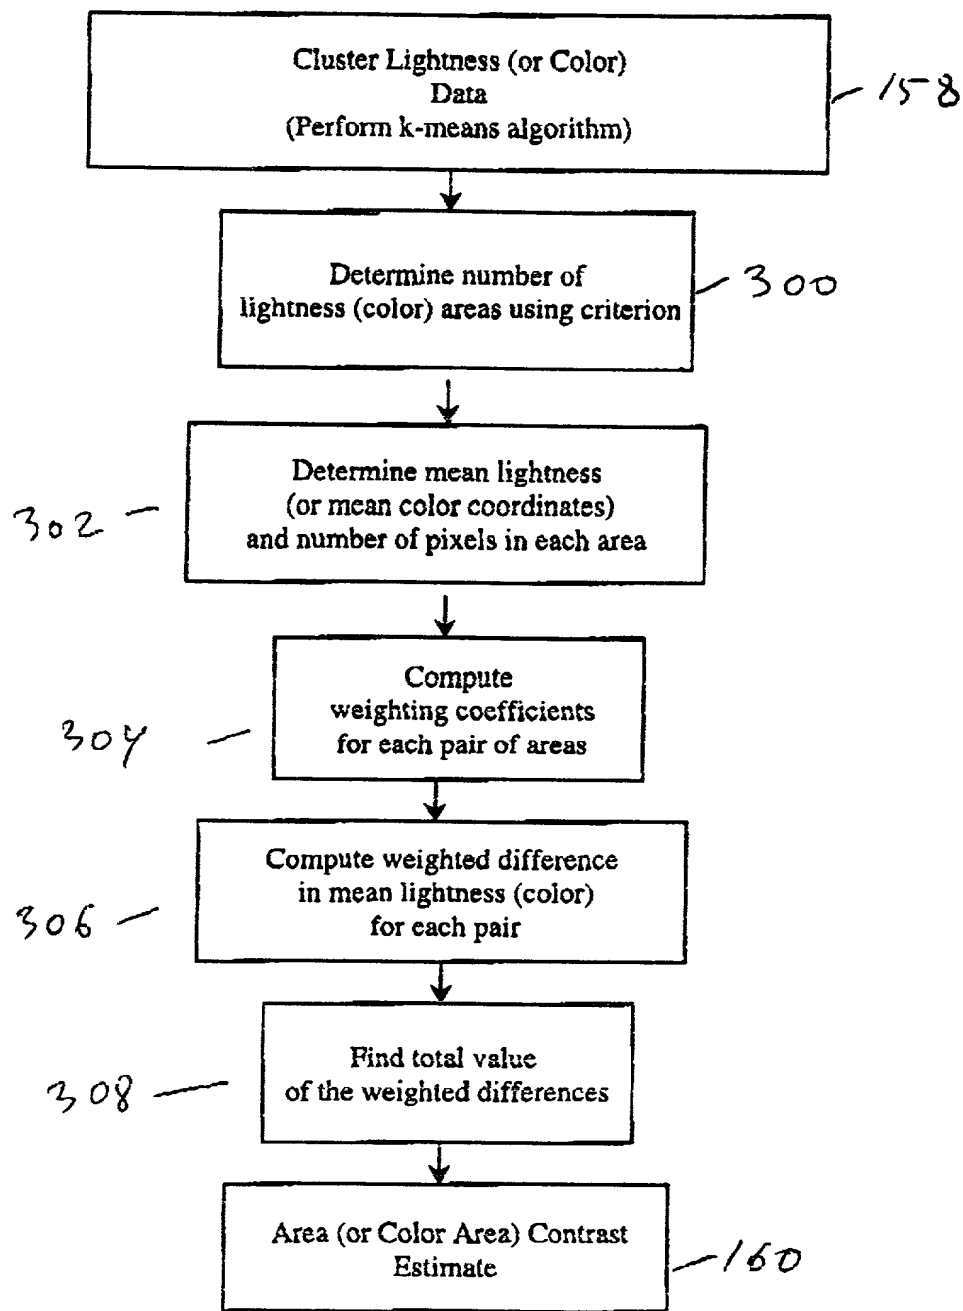 Cluster Lightness (or Color)
Data
(Perform k-means algorithm)
158
Determine number of
lightness (color) areas using criterion
300
Determine mean lightness
(or mean color coordinates)
and number of pixels in each area
302
Compute
weighting coefficients
for each pair of areas
304
Compute weighted difference
in mean lightness (color)
for each pair
306
Find total value
of the weighted differences
308
Area (or Color Area) Contrast
Estimate
160